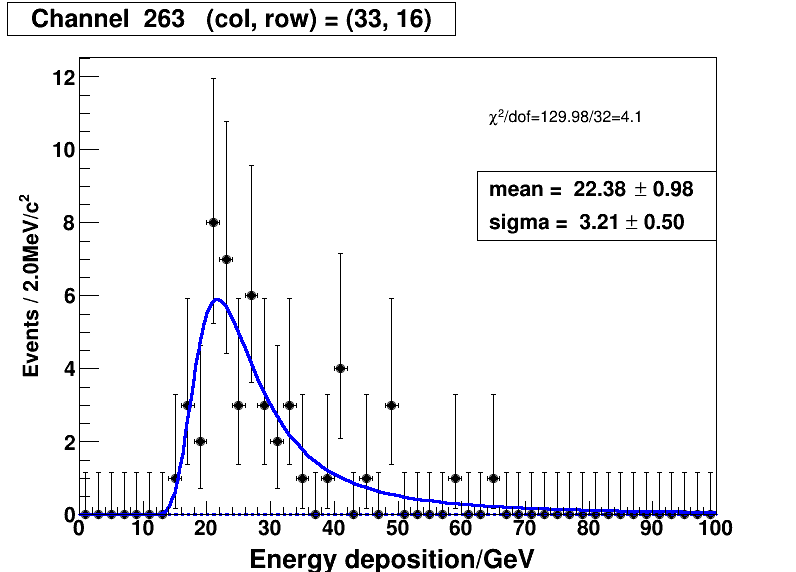 Channel 263 (col, row) = (33, 16)
χ²/dof=129.98/32=4.1
mean = 22.38 ± 0.98
sigma = 3.21 ± 0.50
Events / 2.0MeV/c²
12
10
8
6
4
2
0
0 10 20 30 40 50 60 70 80 90 100
Energy deposition/GeV